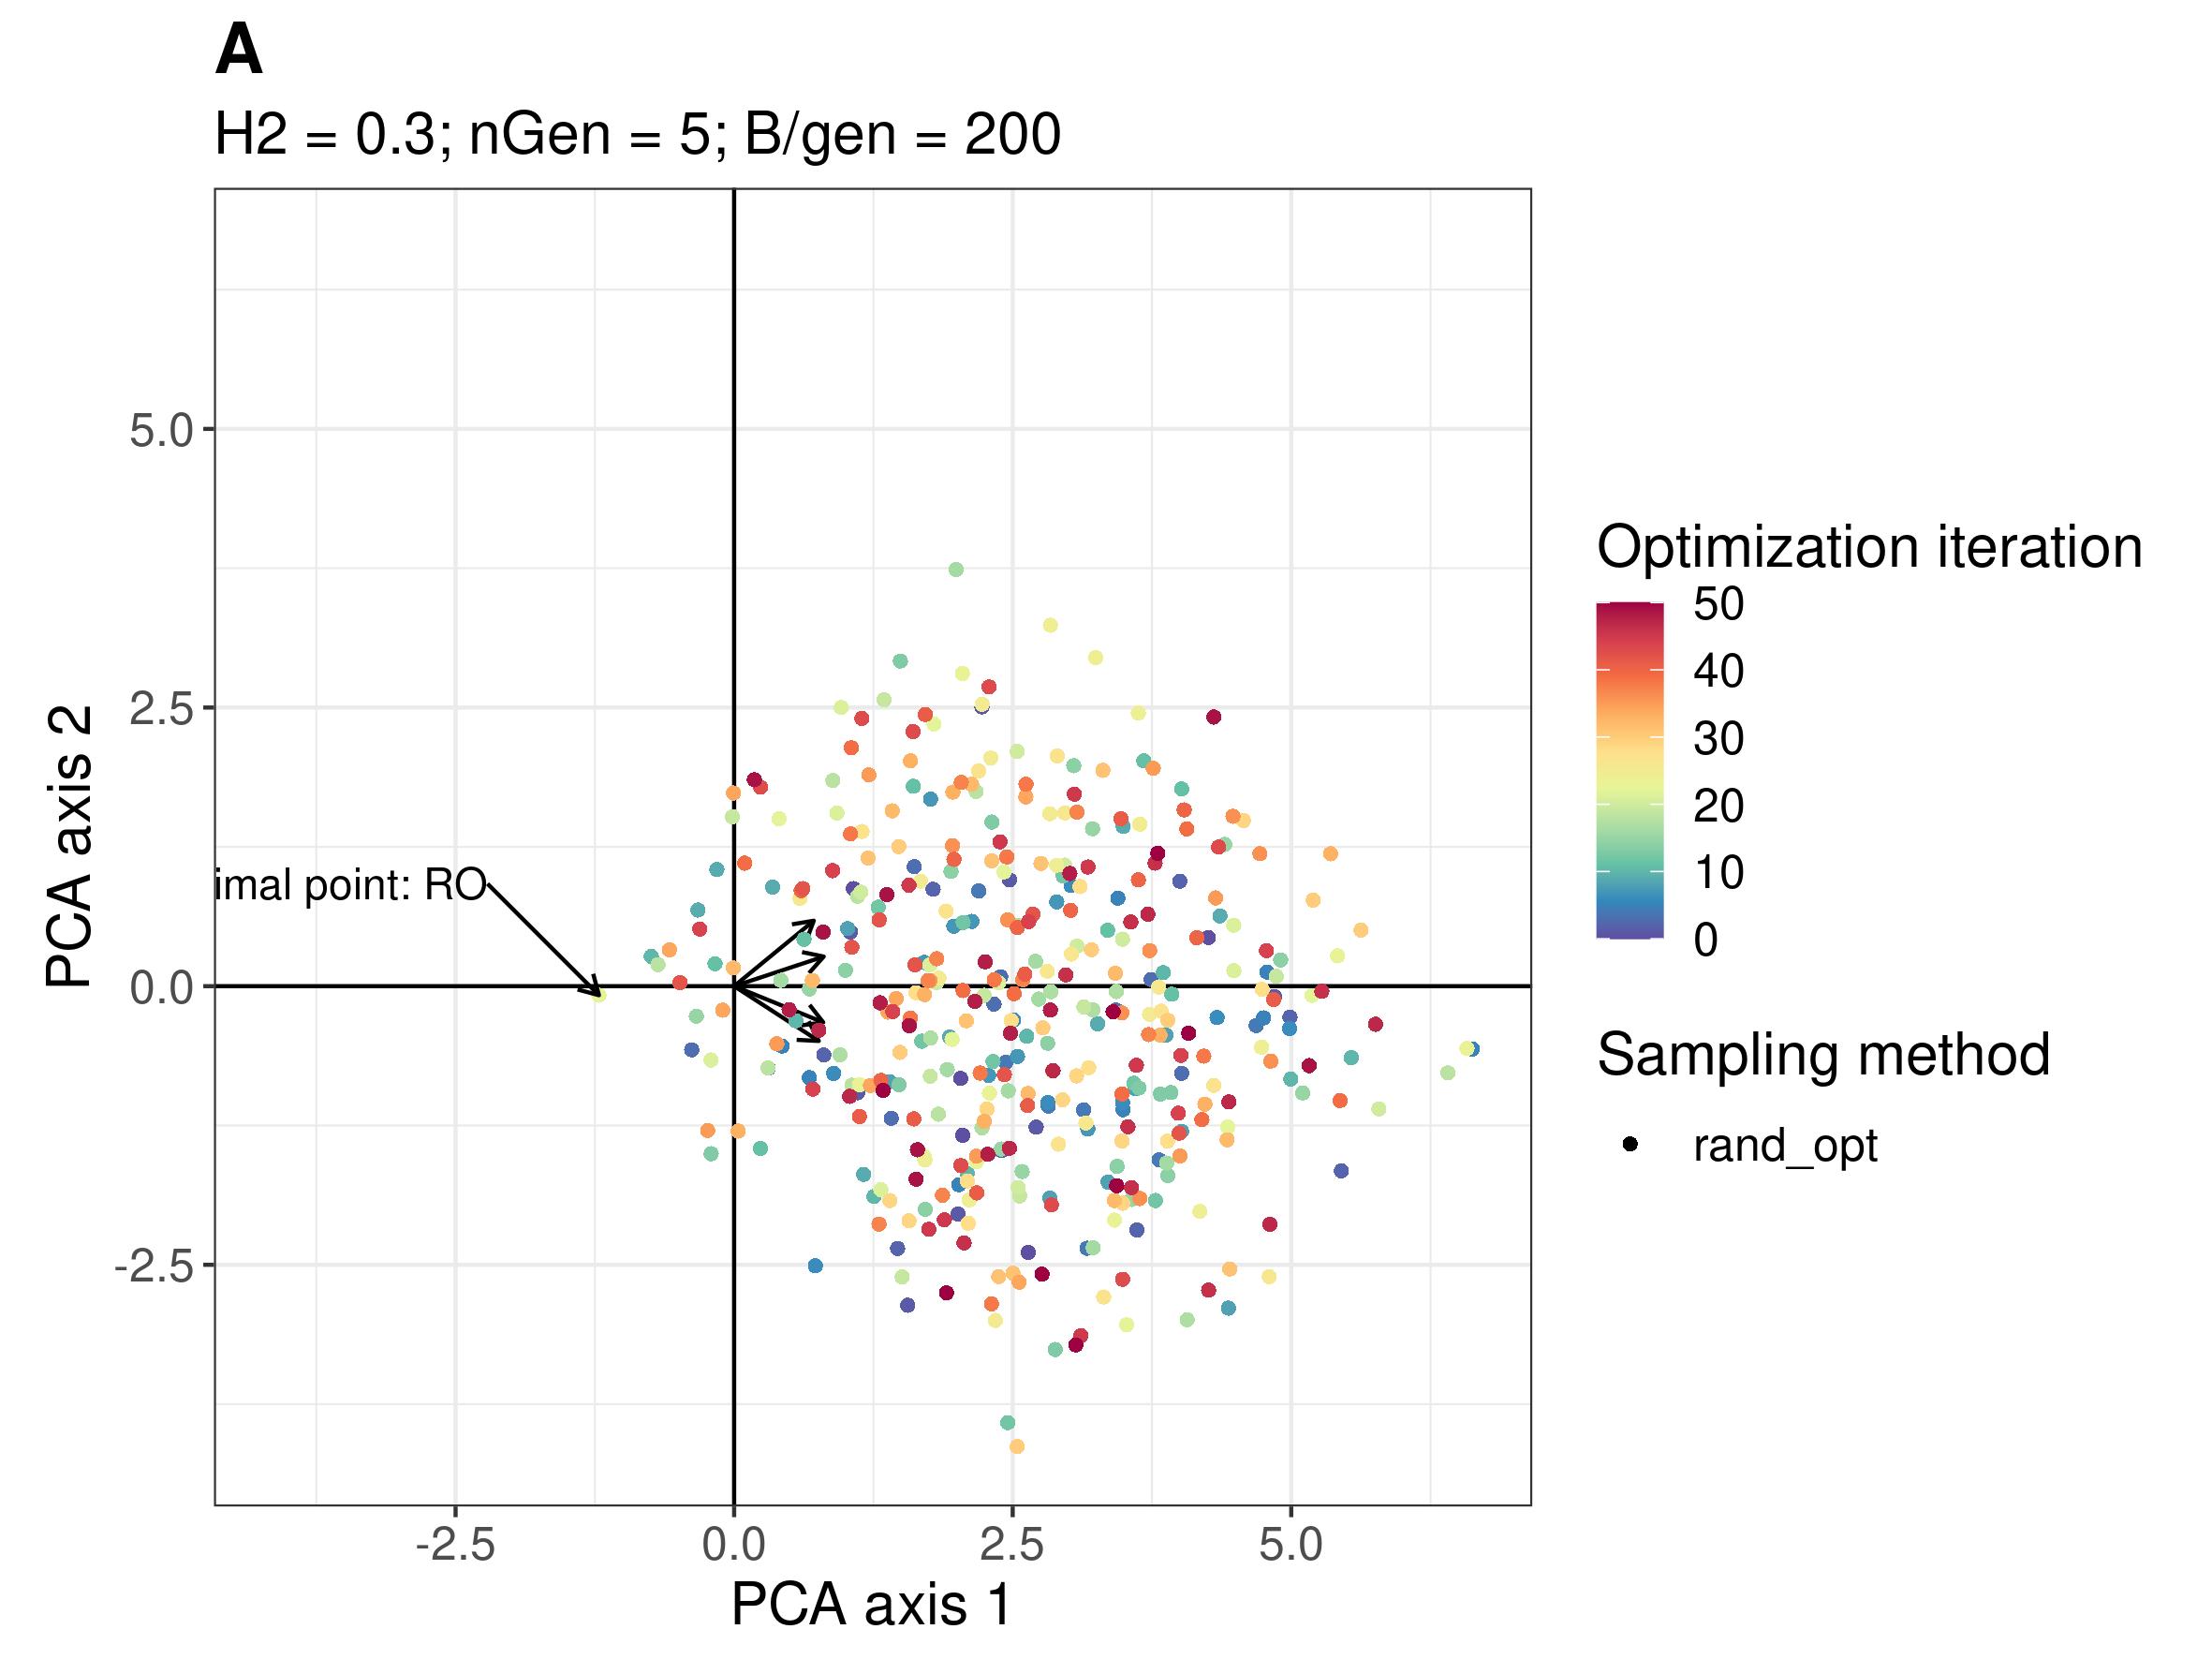 A
H2 = 0.3; nGen = 5; B/gen = 200
PCA axis 2
5.0
2.5
0.0
-2.5
imal point: RO
-2.5
0.0
2.5
5.0
PCA axis 1
Optimization iteration
50
40
30
20
10
0
Sampling method
rand_opt